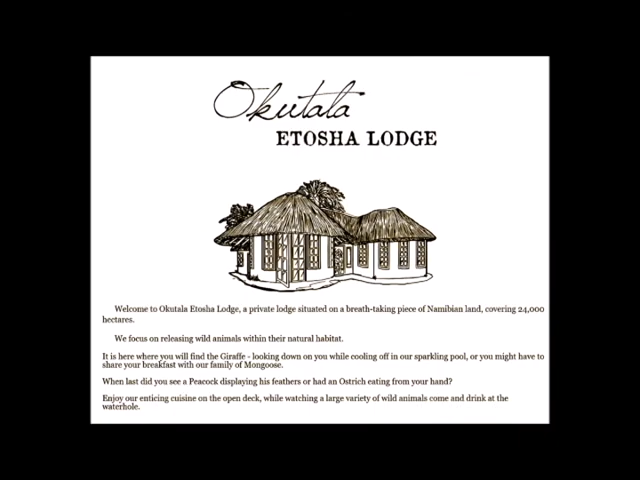 Okutala
ETOSHA LODGE
Welcome to Okutala Etosha Lodge, a private lodge situated on a breath-taking piece of Namibian land, covering 24,000
hectares.
We focus on releasing wild animals within their natural habitat.
It is here where you will find the Giraffe - looking down on you while cooling off in our sparkling pool, or you might have to
share your breakfast with our family of Mongoose.
When last did you see a Peacock displaying his feathers or had an Ostrich eating from your hand?
Enjoy our enticing cuisine on the open deck, while watching a large variety of wild animals come and drink at the
waterhole.